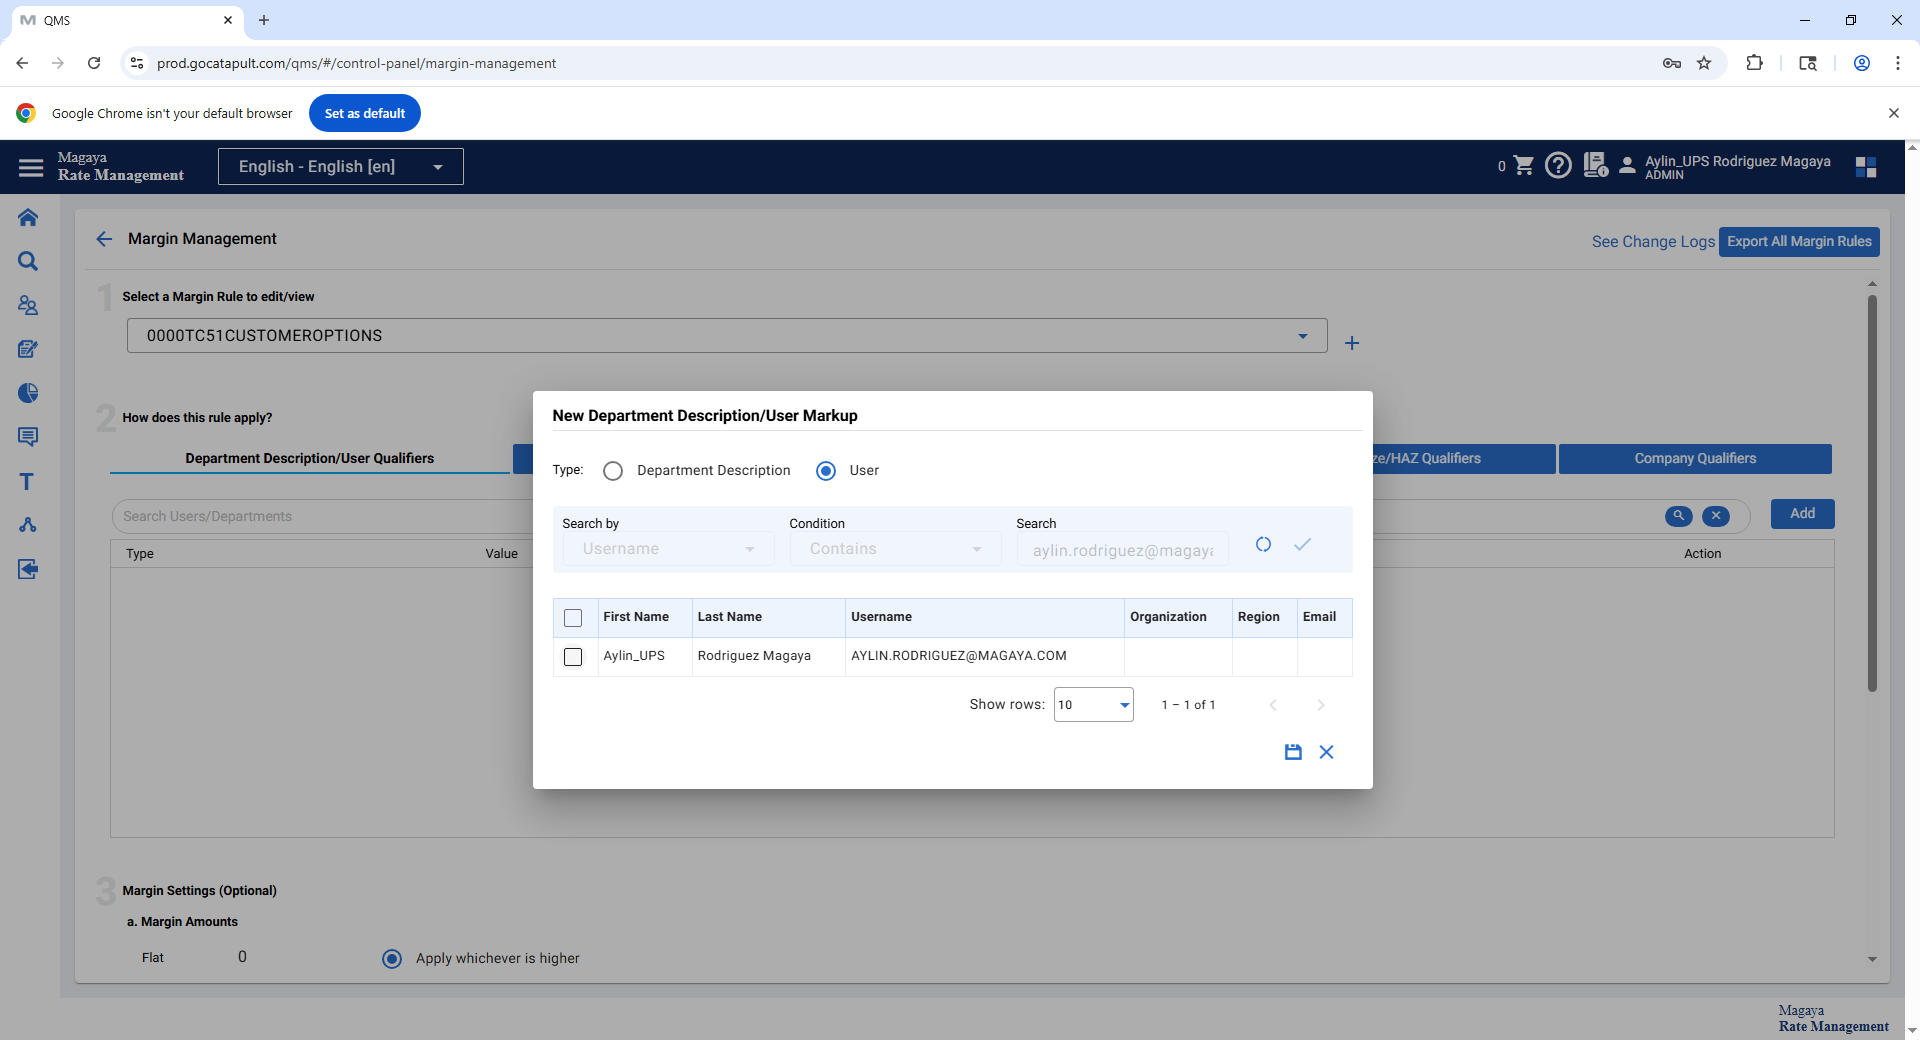 QMS
prod.gocatapult.com/qms/#/control-panel/margin-management
Google Chrome isn't your default browser
Set as default
Magaya
Rate Management
English - English [en]
0
Aylin_UPS Rodriguez Magaya
ADMIN
Margin Management
See Change Logs
Export All Margin Rules
1 Select a Margin Rule to edit/view
0000TC51CUSTOMEROPTIONS
2 How does this rule apply?
Department Description/User Qualifiers
ze/HAZ Qualifiers
Company Qualifiers
Search Users/Departments
Add
Type Value Action
New Department Description/User Markup
Type: Department Description User
Search by Condition Search
Username Contains aylin.rodriguez@magaya
First Name Last Name Username Organization Region Email
Aylin_UPS Rodriguez Magaya AYLIN.RODRIGUEZ@MAGAYA.COM
Show rows: 10 1 – 1 of 1
3 Margin Settings (Optional)
a. Margin Amounts
Flat 0 Apply whichever is higher
Magaya
Rate Management